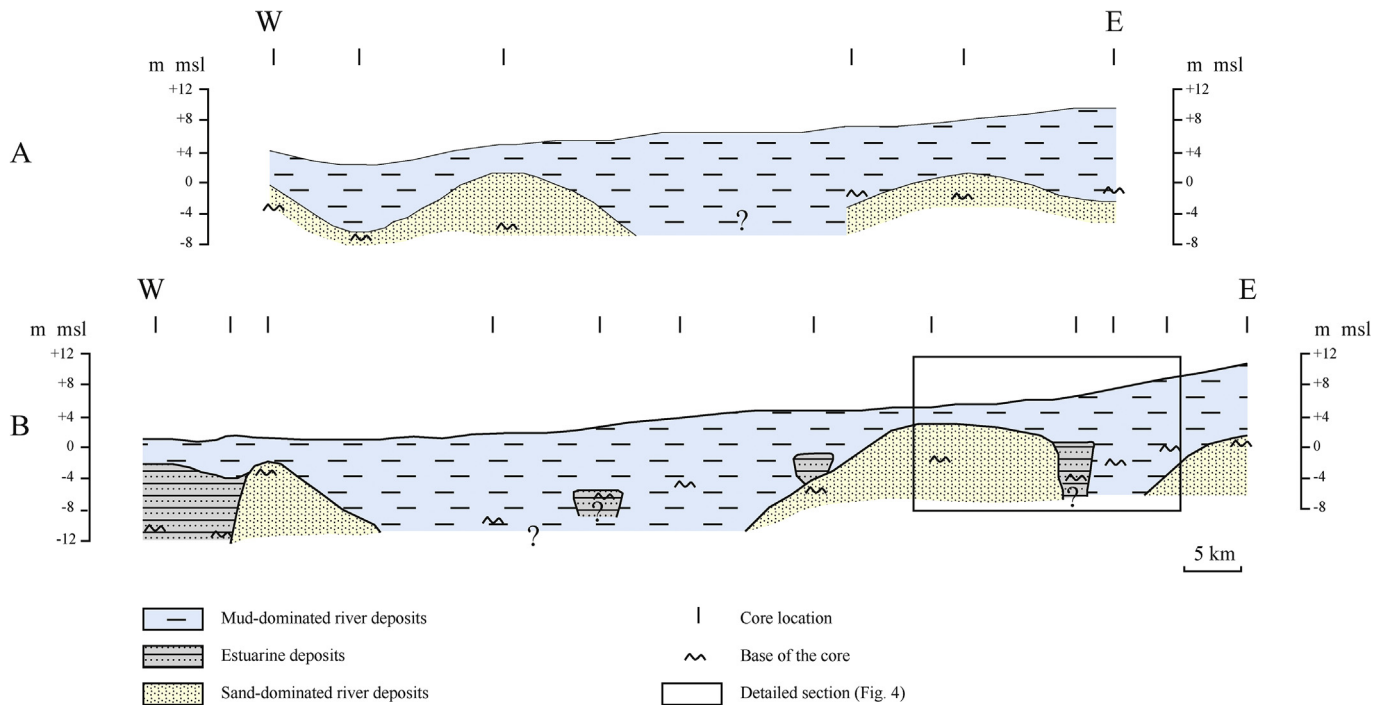 W E
m msl m msl
+12 +12
+8 +8
A
+4 +4
0 0
-4 -4
?
-8 -8
W E
m msl m msl
+12 +12
+8 +8
+4 +4
B
0 0
-4 -4
-8 ? ? -8
-12 ?
5 km
Mud-dominated river deposits Core location
Estuarine deposits Base of the core
Sand-dominated river deposits Detailed section (Fig. 4)